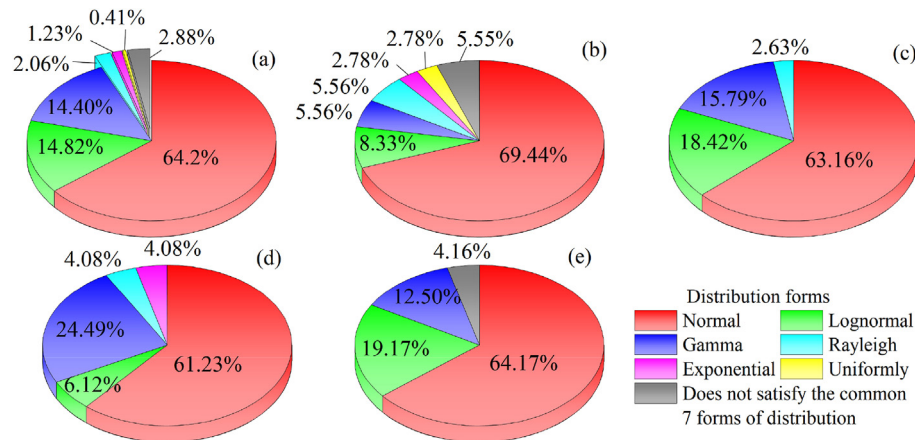 0.41%
1.23%
2.88%
2.06%
(a)
14.40%
14.82%
64.2%
2.78%
5.55%
2.78%
(b)
5.56%
5.56%
8.33%
69.44%
2.63%
(c)
15.79%
18.42%
63.16%
4.08%
4.08%
(d)
24.49%
6.12%
61.23%
4.16%
(e)
12.50%
19.17%
64.17%
Distribution forms
Normal Lognormal
Gamma Rayleigh
Exponential Uniformly
Does not satisfy the common
7 forms of distribution